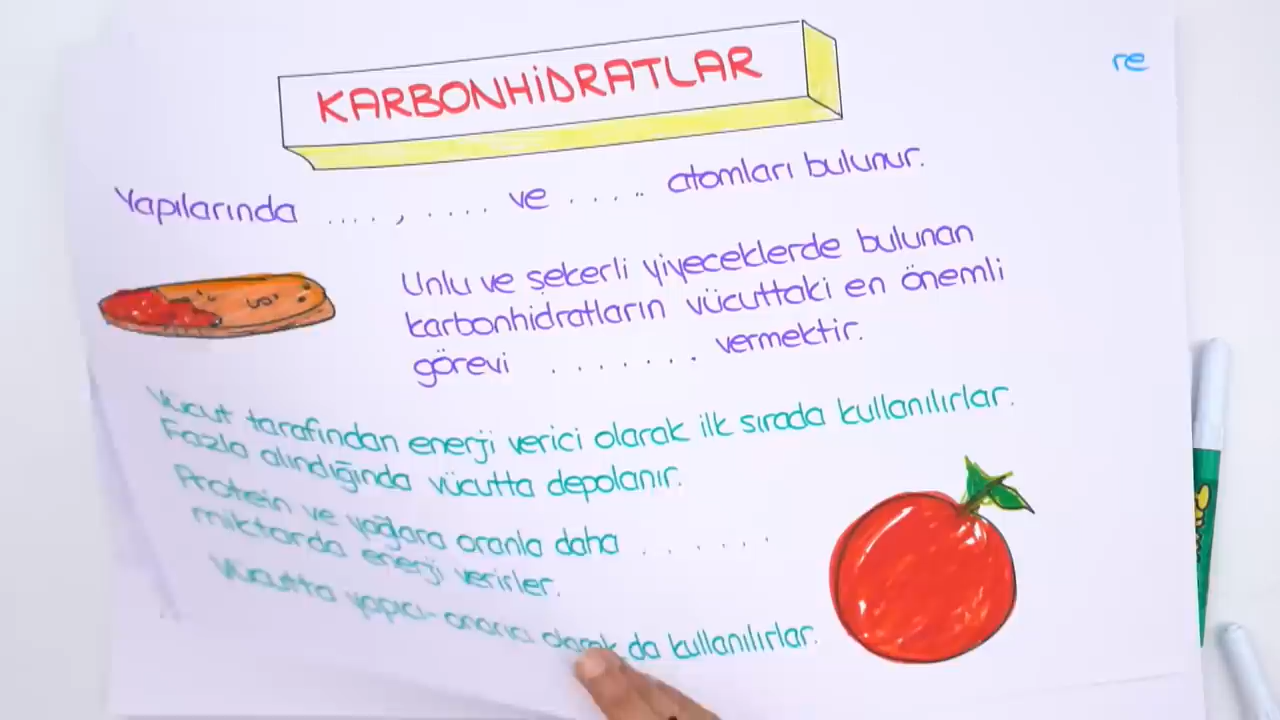 KARBONHİDRATLAR
re
Yapılarında ...., .... ve ..... atomları bulunur.
Unlu ve şekerli yiyeceklerde bulunan
karbonhidratların vücuttaki en önemli
görevi ....... vermektir.
Vücut tarafından enerji verici olarak ilk sırada kullanılırlar.
Fazla alındığında vücutta depolanır.
Protein ve yağlara oranla daha ......
miktarda enerji verirler.
Vücutta yapıcı-onarıcı olarak da kullanılırlar.